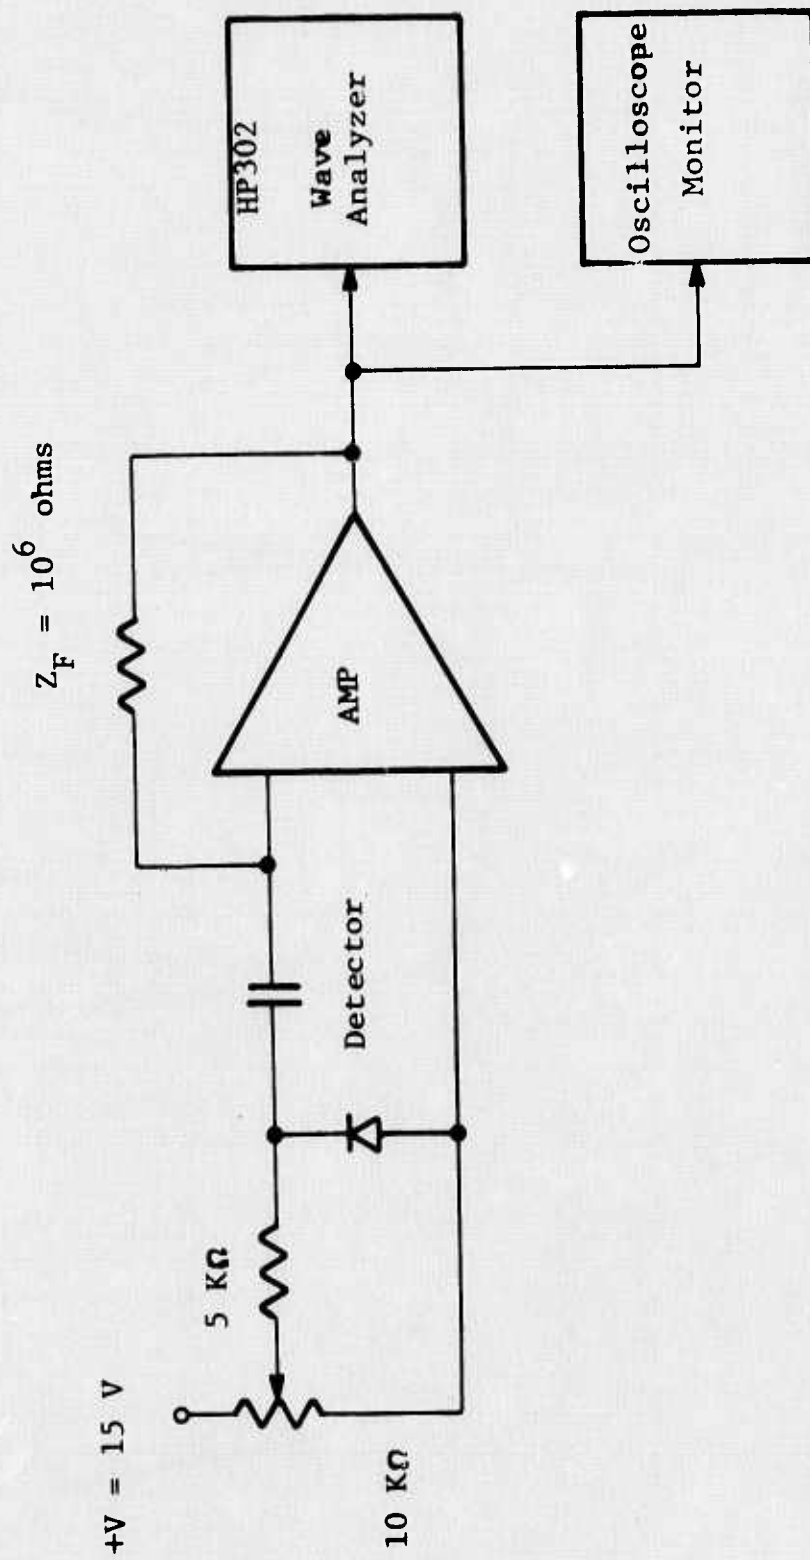 +V = 15 V
10 KΩ
5 KΩ
Detector
Z_F = 10^6 ohms
AMP
HP302
Wave
Analyzer
Oscilloscope
Monitor